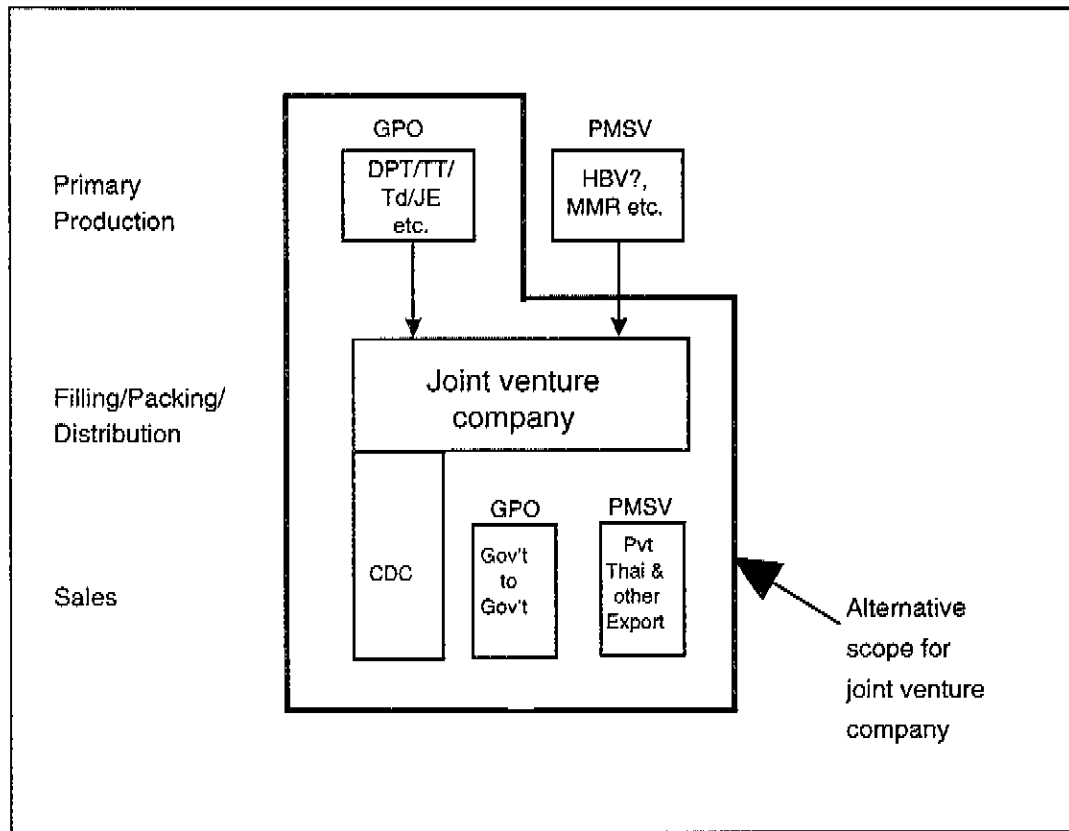 GPO
PMSV
Primary
Production
DPT/TT/
Td/JE
etc.
HBV?,
MMR etc.
Filling/Packing/
Distribution
Joint venture
company
Sales
CDC
GPO
Gov't
to
Gov't
PMSV
Pvt
Thai &
other
Export
Alternative
scope for
joint venture
company